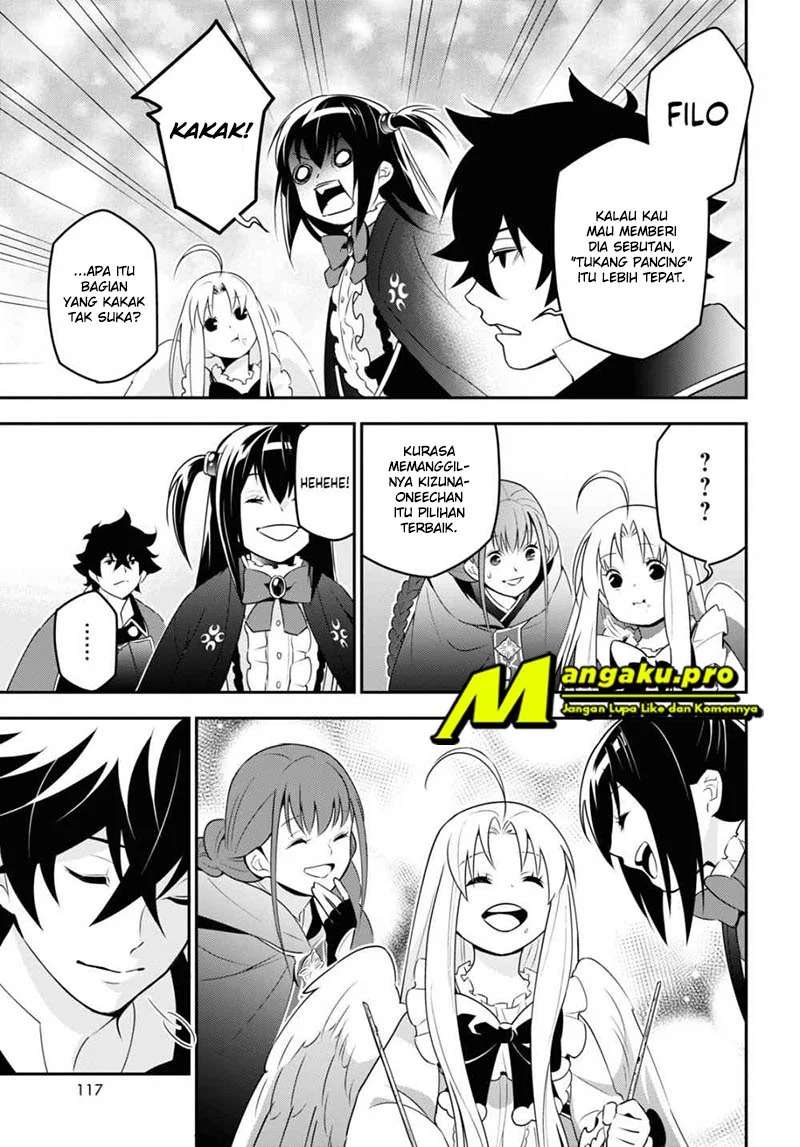 FILO
KALAU KAU
MAU MEMBERI
DIA SEBUTAN,
"TUKANG PANCING"
ITU LEBIH TEPAT.
KAKAK!
...APA ITU
BAGIAN
YANG KAKAK
TAK SUKA?
? ? ?
KURASA
MEMANGGIL-
NYA KIZUNA-
ONEECHAN
ITU PILIHAN
TERBAIK.
HEHEHE!
......
Mangaku.pro
Jangan Lupa Like dan Komennya
117